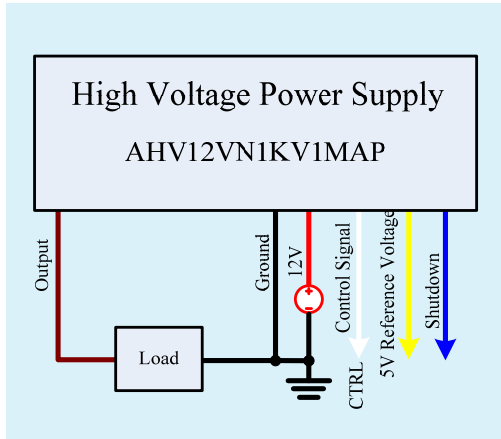 High Voltage Power Supply
AHV12VN1KV1MAP
Output
Ground
12V
Control Signal
5V Reference Voltage
Shutdown
+
-
Load
CTRL